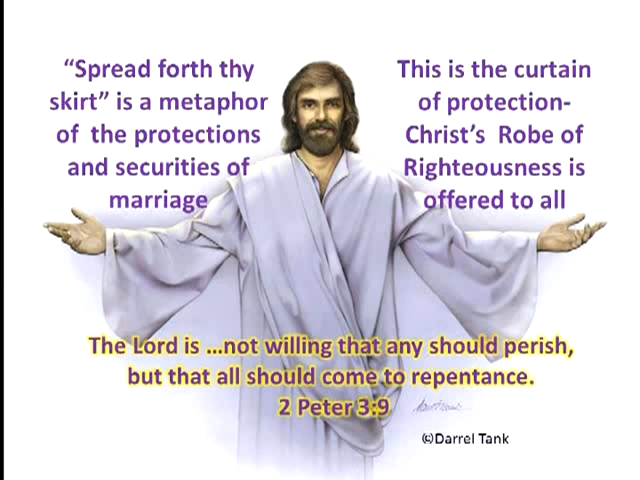 “Spread forth thy
skirt” is a metaphor
of the protections
and securities of
marriage
This is the curtain
of protection-
Christ’s Robe of
Righteousness is
offered to all
The Lord is ...not willing that any should perish,
but that all should come to repentance.
2 Peter 3:9
©Darrel Tank